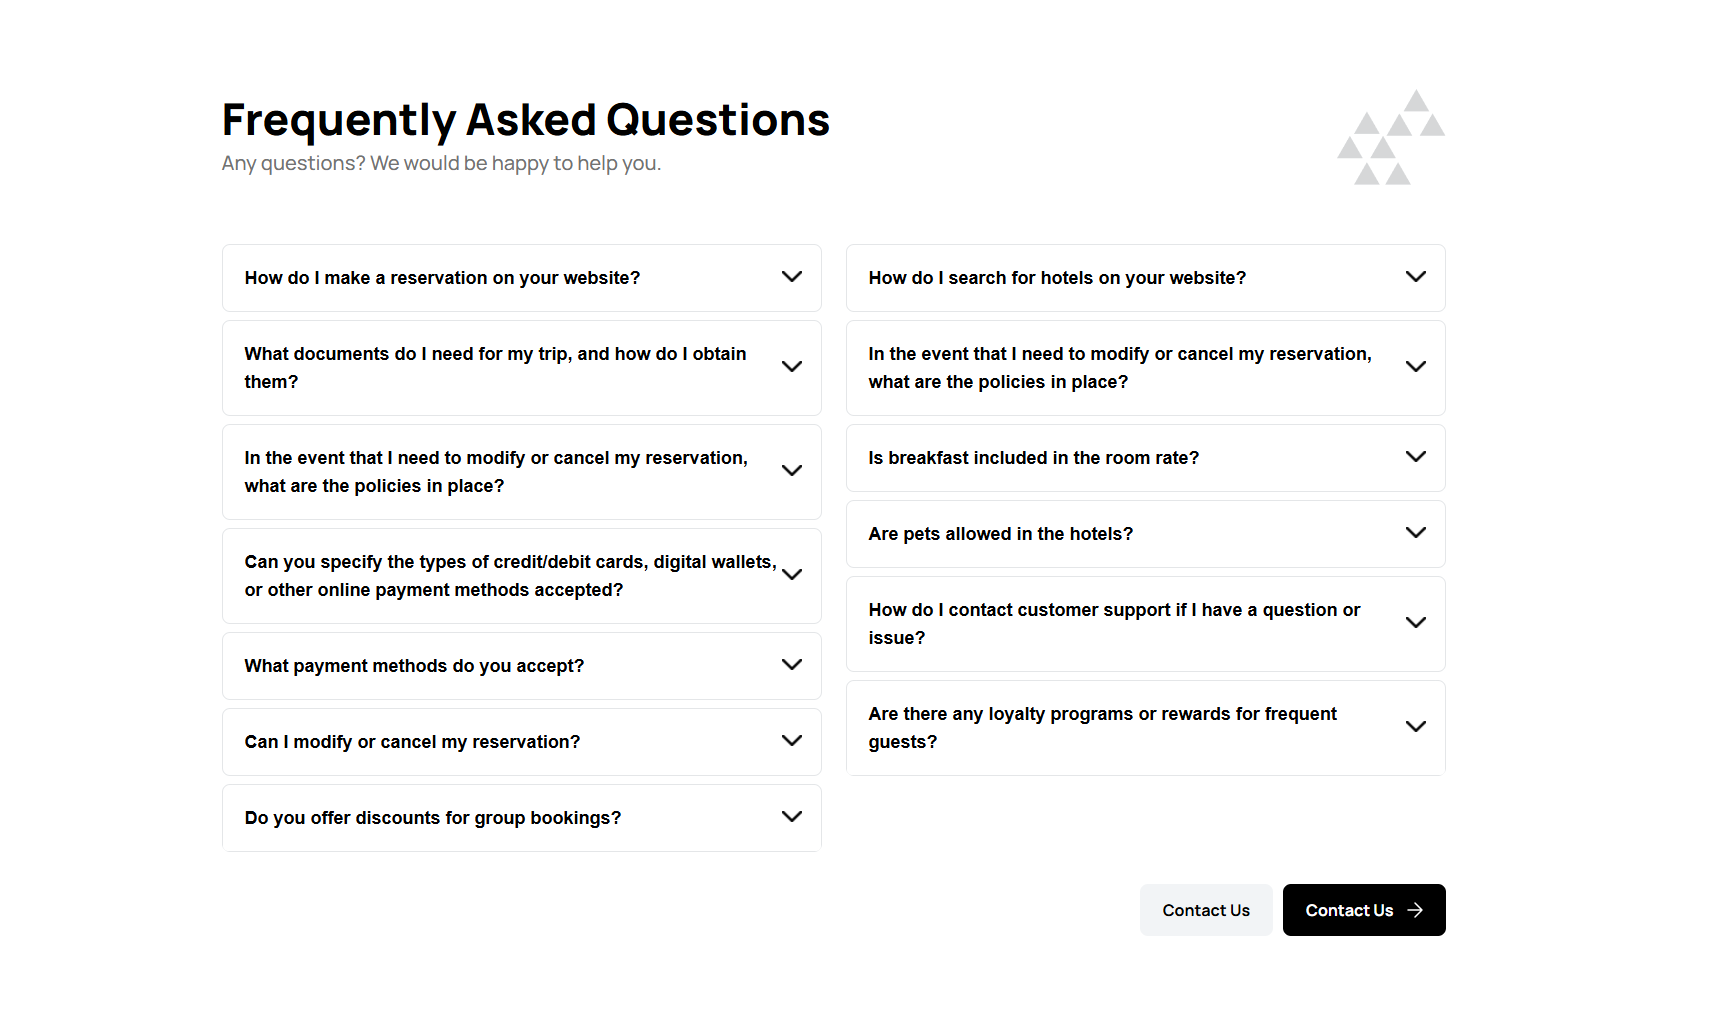 Frequently Asked Questions
Any questions? We would be happy to help you.
How do I make a reservation on your website?
What documents do I need for my trip, and how do I obtain
them?
In the event that I need to modify or cancel my reservation,
what are the policies in place?
Can you specify the types of credit/debit cards, digital wallets,
or other online payment methods accepted?
What payment methods do you accept?
Can I modify or cancel my reservation?
Do you offer discounts for group bookings?
How do I search for hotels on your website?
In the event that I need to modify or cancel my reservation,
what are the policies in place?
Is breakfast included in the room rate?
Are pets allowed in the hotels?
How do I contact customer support if I have a question or
issue?
Are there any loyalty programs or rewards for frequent
guests?
Contact Us
Contact Us